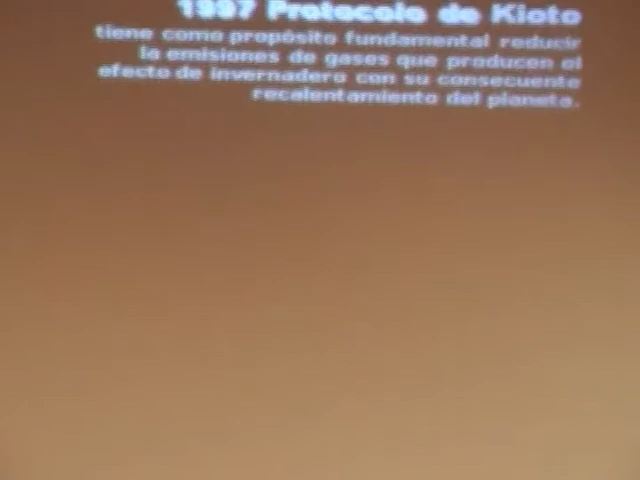 1997 Protocolo de Kioto
tiene como propósito fundamental reducir
la emisiones de gases que producen el
efecto de invernadero con su consecuente
recalentamiento del planeta.